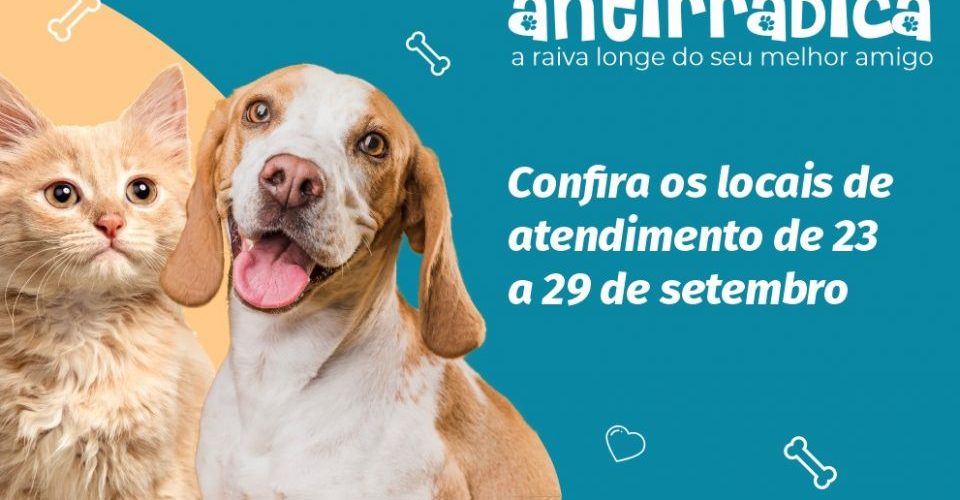 antirrábica
a raiva longe do seu melhor amigo
Confira os locais de
atendimento de 23
a 29 de setembro